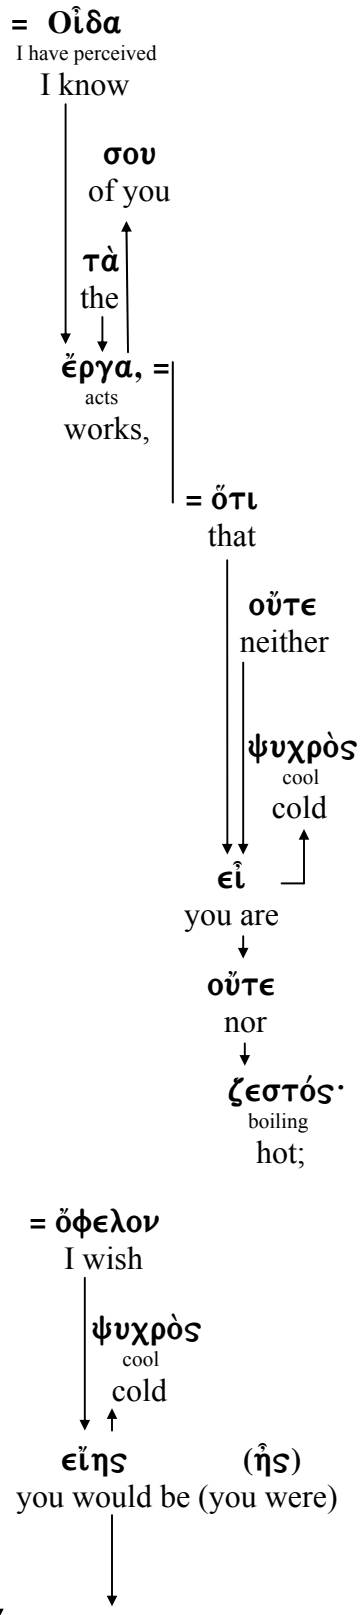 = Οἶδα
I have perceived
I know
σου
of you
τὰ
the
ἔργα, =
acts
works,
= ὅτι
that
οὔτε
neither
ψυχρὸς
cool
cold
εἶ
you are
οὔτε
nor
ζεστός·
boiling
hot;
= ὄφελον
I wish
ψυχρὸς
cool
cold
εἴης (ἦς)
you would be (you were)